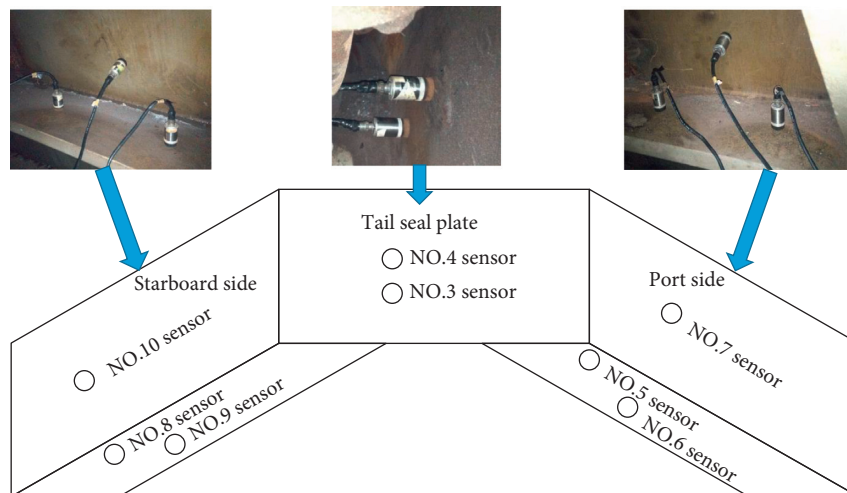 Tail seal plate
NO.4 sensor
NO.3 sensor
Starboard side
Port side
NO.10 sensor
NO.7 sensor
NO.8 sensor
NO.9 sensor
NO.5 sensor
NO.6 sensor